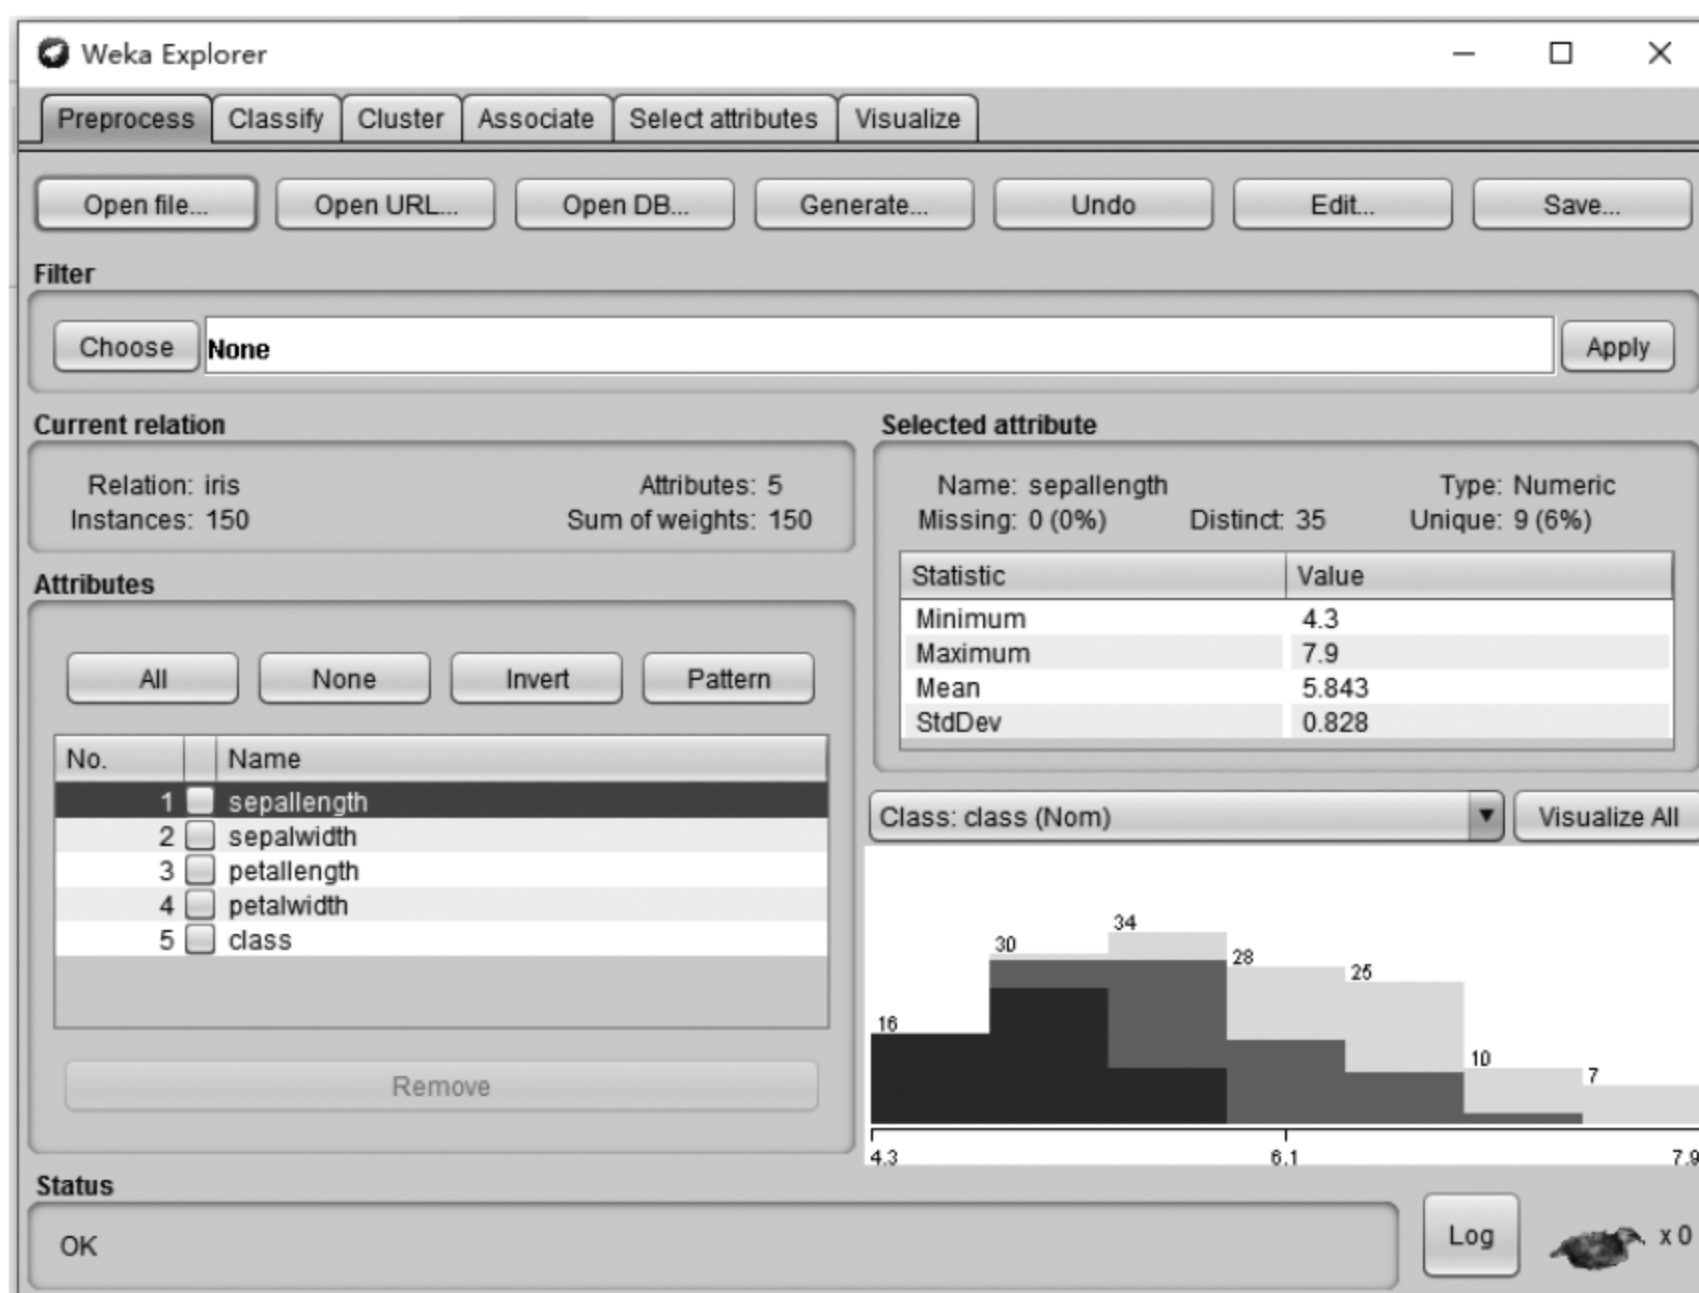 Weka Explorer
Preprocess Classify Cluster Associate Select attributes Visualize
Open file... Open URL... Open DB... Generate... Undo Edit... Save...
Filter
Choose None Apply
Current relation
Relation: iris Attributes: 5
Instances: 150 Sum of weights: 150
Attributes
All None Invert Pattern
No. Name
1 sepallength
2 sepalwidth
3 petallength
4 petalwidth
5 class
Remove
Selected attribute
Name: sepallength Type: Numeric
Missing: 0 (0%) Distinct: 35 Unique: 9 (6%)
Statistic Value
Minimum 4.3
Maximum 7.9
Mean 5.843
StdDev 0.828
Class: class (Nom) Visualize All
16 30 34 28 25 10 7
4.3 6.1 7.9
Status
OK
Log x 0